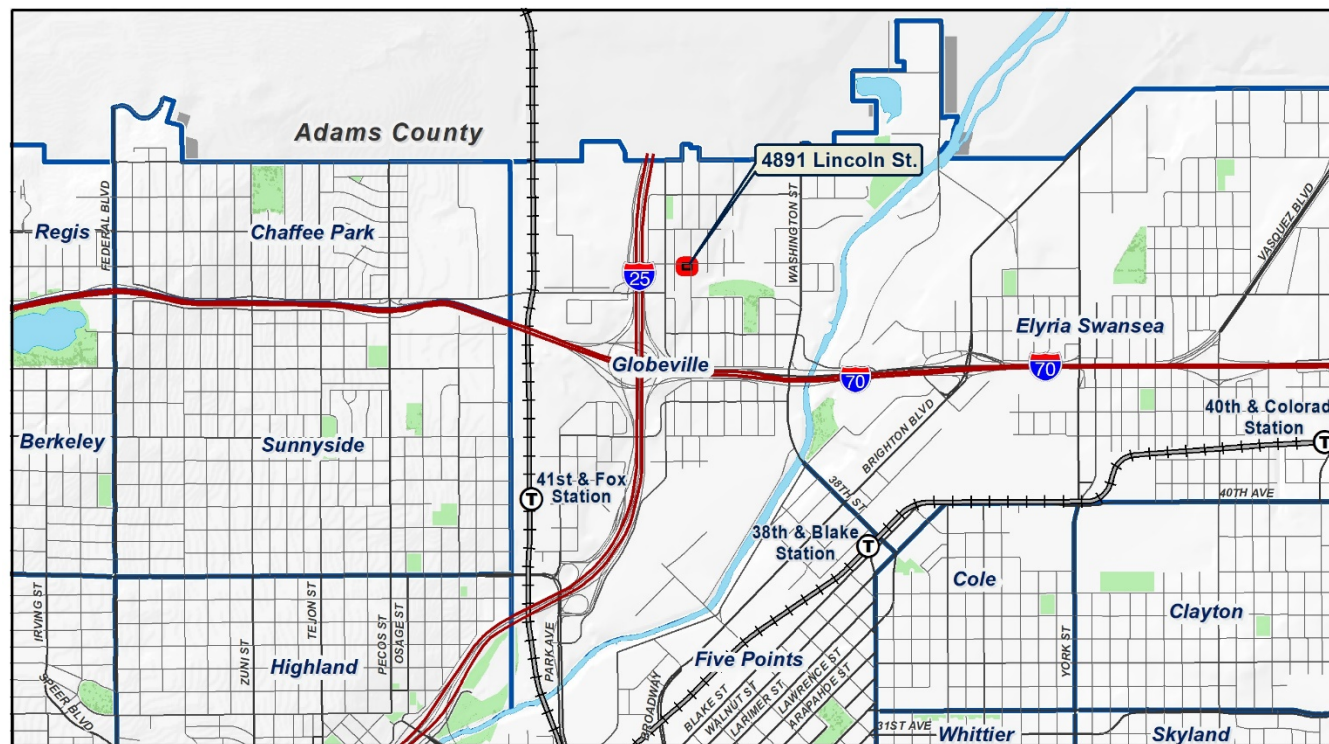 Adams County
4891 Lincoln St.
WASHINGTON ST
VASQUEZ BLVD
FEDERAL BLVD
Regis
Chaffee Park
25
Elyria Swansea
Globeville
70
70
40th & Colorad
Station
Berkeley
Sunnyside
BRIGHTON BLVD
41st & Fox
Station
38TH ST
40TH AVE
38th & Blake
Station
T
T
T
Cole
Clayton
IRVING ST
TEJON ST
PECOS ST
OSAGE ST
ZUNI ST
PARK AVE
YORK ST
Highland
Five Points
SPEER BLVD
BROADWAY
BLAKE ST
WALNUT ST
LARIMER ST
LAWRENCE ST
ARAPAHOE ST
31ST AVE
Whittier
Skyland